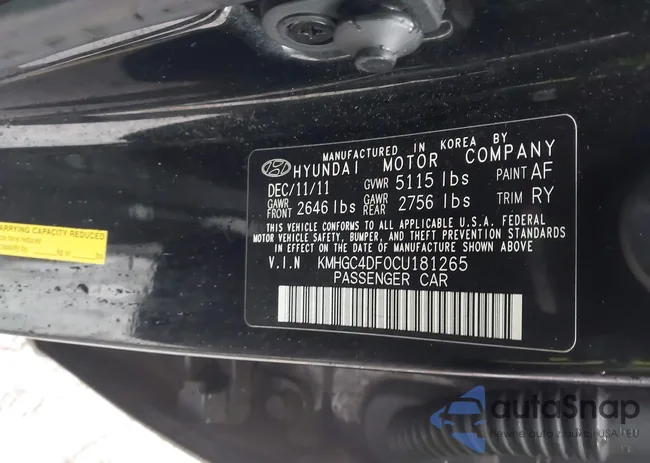 MANUFACTURED IN KOREA BY
HYUNDAI MOTOR COMPANY
DEC/11/11 GVWR 5115 lbs PAINT AF
GAWR FRONT 2646 lbs GAWR REAR 2756 lbs TRIM RY
THIS VEHICLE CONFORMS TO ALL APPLICABLE U.S.A. FEDERAL
MOTOR VEHICLE SAFETY, BUMPER, AND THEFT PREVENTION STANDARDS
IN EFFECT ON THE DATE OF MANUFACTURE SHOWN ABOVE
V.I.N KMHGC4DF0CU181265
PASSENGER CAR
ARRYING CAPACITY REDUCED
autoSnap